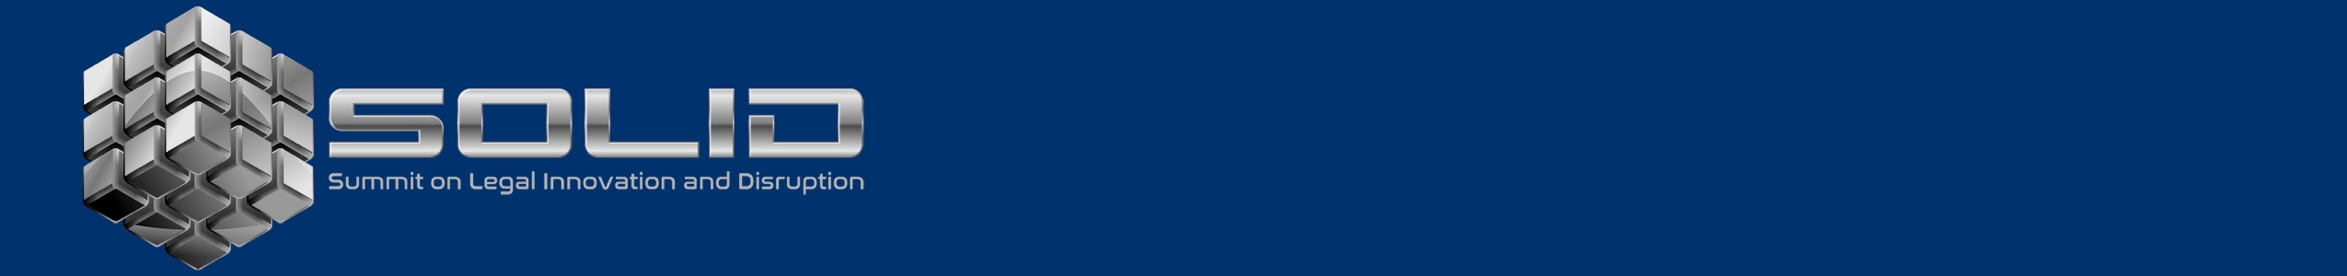 SOLID
Summit on Legal Innovation and Disruption